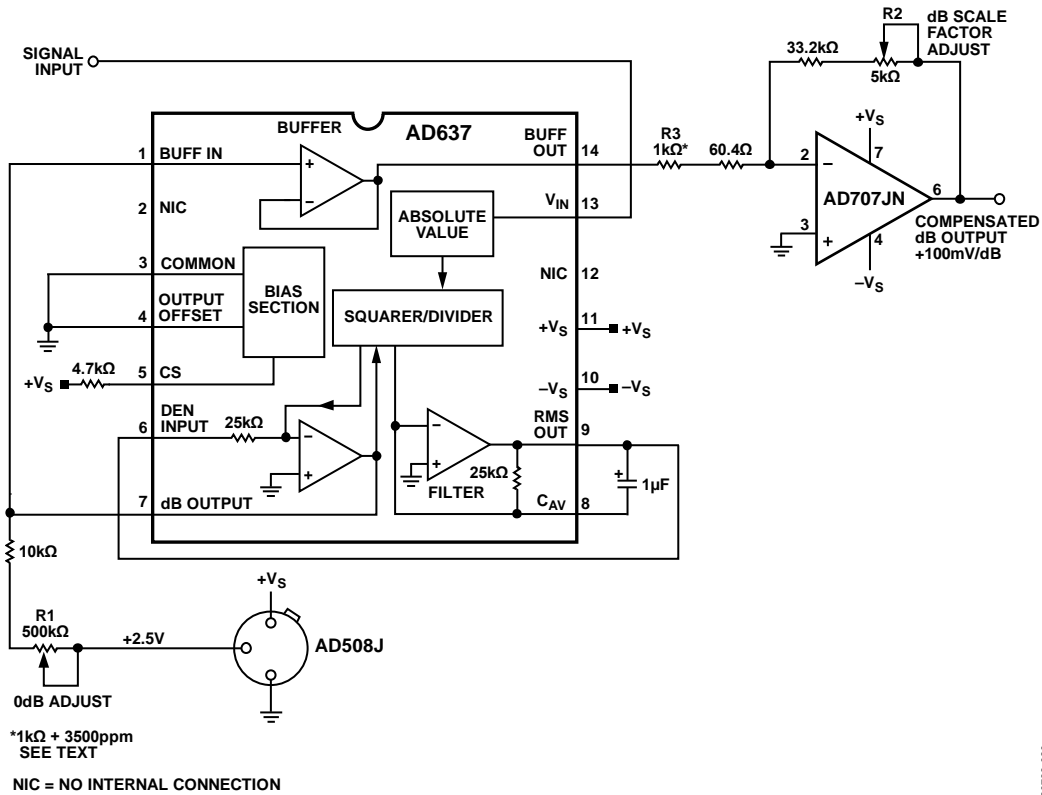 SIGNAL
INPUT
R2
dB SCALE
FACTOR
ADJUST
33.2kΩ
5kΩ
BUFFER
AD637
1 BUFF IN
BUFF
OUT 14
R3
1kΩ*
60.4Ω
+VS
2
7
6
AD707JN
3
4
−VS
COMPENSATED
dB OUTPUT
+100mV/dB
2 NIC
ABSOLUTE
VALUE
VIN 13
3 COMMON
BIAS
SECTION
NIC 12
OUTPUT
4 OFFSET
SQUARER/DIVIDER
11
+VS +VS
+VS 4.7kΩ 5 CS
10
−VS −VS
DEN
6 INPUT
25kΩ
RMS
OUT 9
25kΩ
FILTER
1µF
7 dB OUTPUT
CAV 8
10kΩ
R1
500kΩ
+2.5V
+VS
AD508J
0dB ADJUST
*1kΩ + 3500ppm
SEE TEXT
NIC = NO INTERNAL CONNECTION